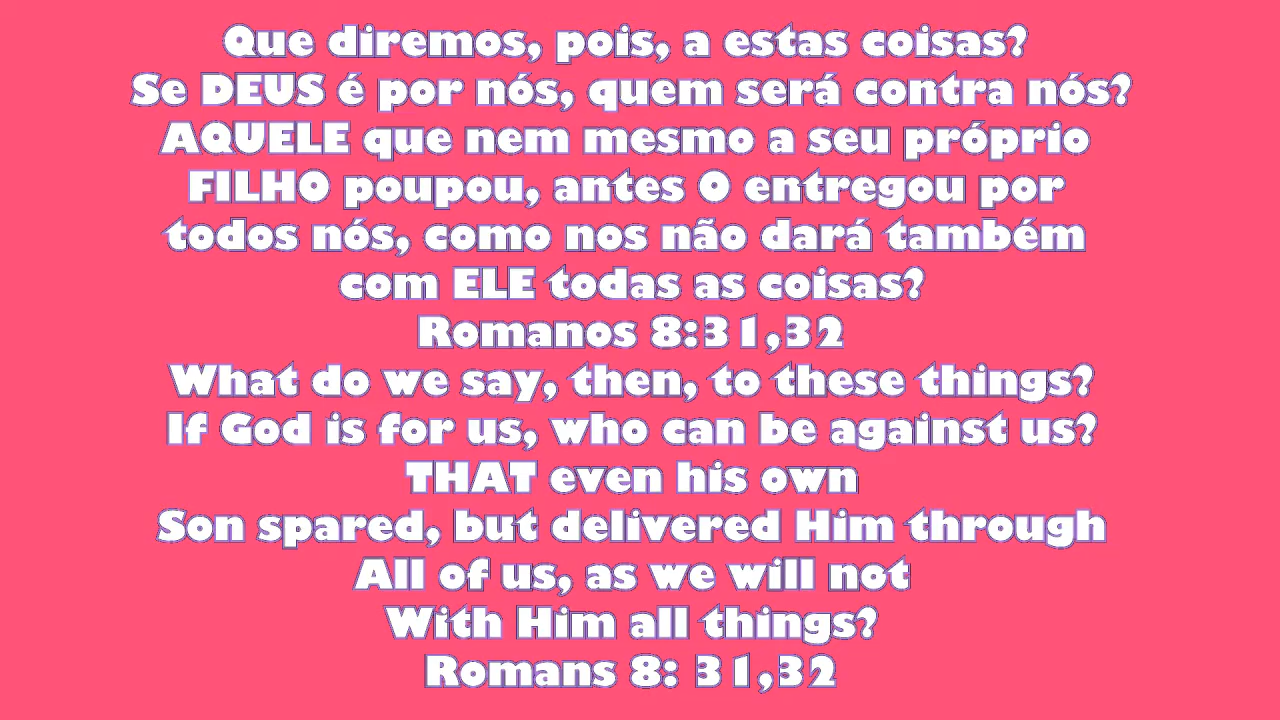 Que diremos, pois, a estas coisas?
Se DEUS é por nós, quem será contra nós?
AQUELE que nem mesmo a seu próprio
FILHO poupou, antes O entregou por
todos nós, como nos não dará também
com ELE todas as coisas?
Romanos 8:31,32
What do we say, then, to these things?
If God is for us, who can be against us?
THAT even his own
Son spared, but delivered Him through
All of us, as we will not
With Him all things?
Romans 8: 31,32